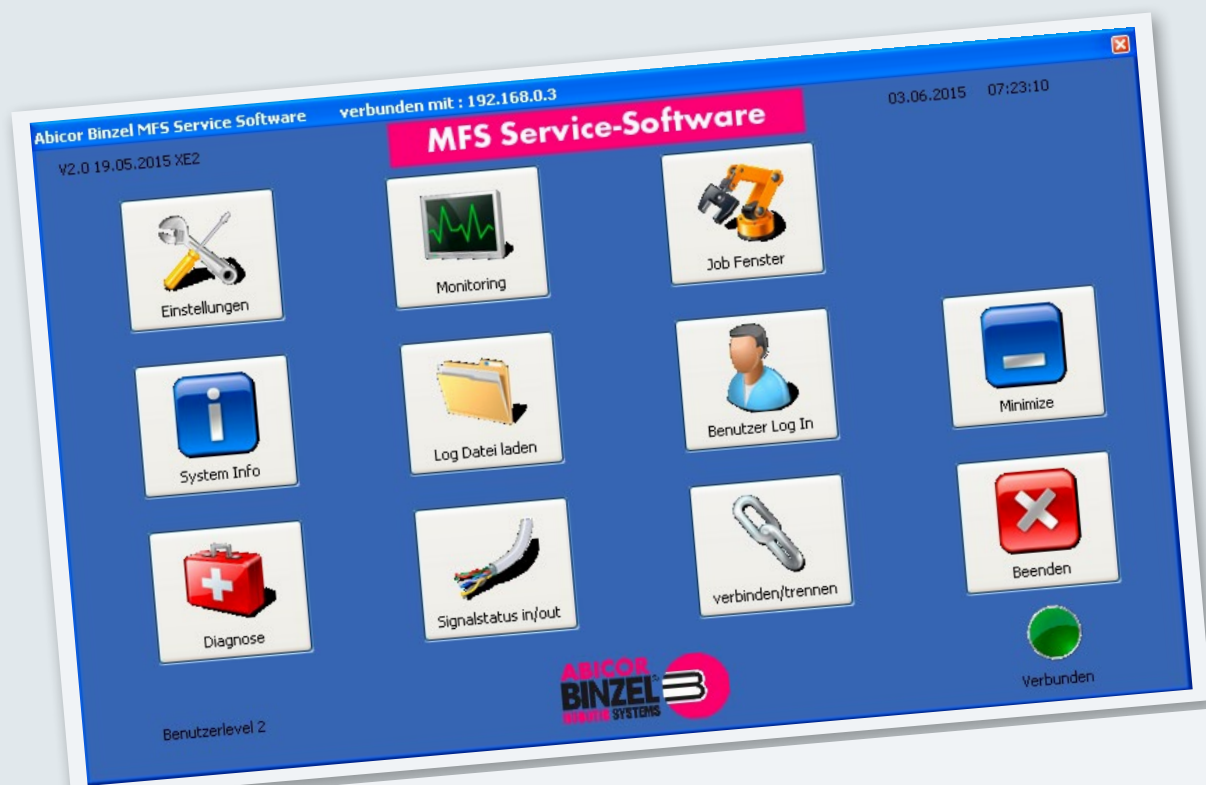 Abicor Binzel MFS Service Software verbunden mit : 192.168.0.3
MFS Service-Software
03.06.2015 07:23:10
V2.0 19.05.2015 XE2
Einstellungen
Monitoring
Job Fenster
System Info
Log Datei laden
Benutzer Log In
Minimize
Diagnose
Signalstatus in/out
verbinden/trennen
Beenden
Verbunden
Benutzerlevel 2
ABICOR
BINZEL
ROBOTIC SYSTEMS